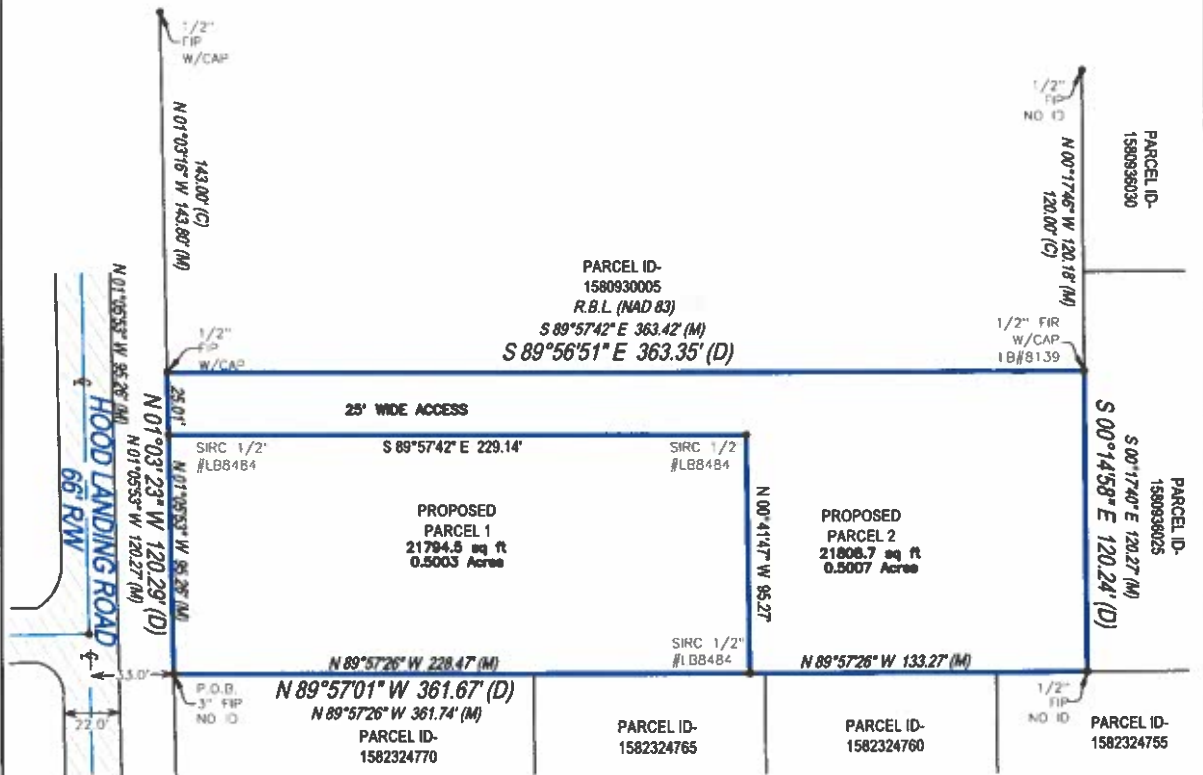 1/2"
FIP
W/CAP
1/2"
FIP
NO ID
PARCEL ID-
1580936030
143.00' (C)
N 01°03'16" W 143.80' (M)
N 00°17'46" W 120.18' (M)
120.00' (C)
PARCEL ID-
1580930005
R.B.L. (NAD 83)
S 89°57'42" E 363.42' (M)
S 89°56'51" E 363.35' (D)
1/2"
FIP
W/CAP
1/2" FIR
W/CAP
LB#8139
N 01°05'53" W 95.26' (M)
25.01'
25' WIDE ACCESS
S 89°57'42" E 229.14'
SIRC 1/2'
#LB8484
SIRC 1/2
#LB8484
HOOD LANDING ROAD
66' R/W
N 01°03'23" W 120.29' (D)
N 01°05'53" W 120.27' (M)
N 01°05'53" W 95.26' (M)
PROPOSED
PARCEL 1
21794.5 sq ft
0.5003 Acres
N 00°41'47" W 95.27'
PROPOSED
PARCEL 2
21808.7 sq ft
0.5007 Acres
S 00°14'58" E 120.24' (D)
S 00°17'40" E 120.27' (M)
PARCEL ID-
1580936025
SIRC 1/2"
#LB8484
N 89°57'26" W 228.47' (M)
N 89°57'26" W 133.27' (M)
33.0'
22.0'
P.O.B.
3" FIP
NO ID
N 89°57'01" W 361.67' (D)
N 89°57'26" W 361.74' (M)
1/2"
FIP
NO ID
PARCEL ID-
1582324770
PARCEL ID-
1582324765
PARCEL ID-
1582324760
PARCEL ID-
1582324755